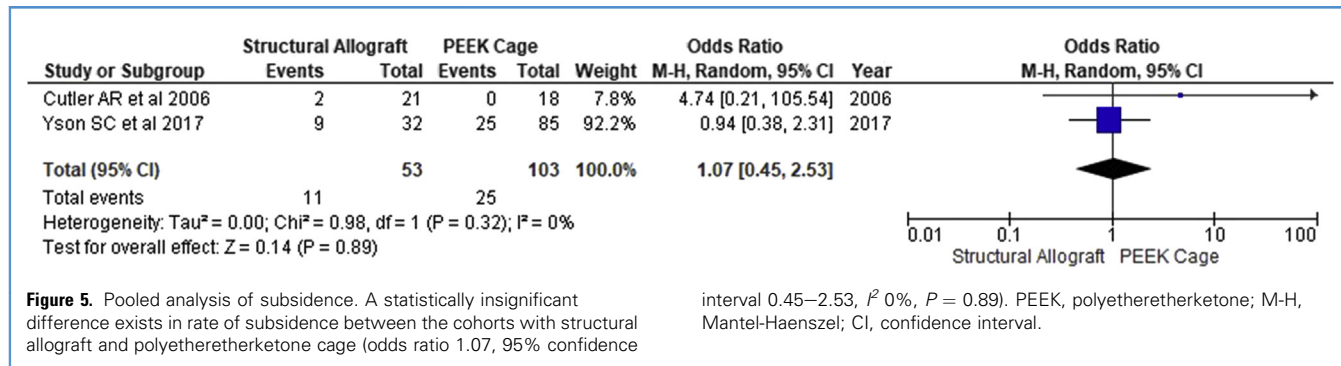 Structural Allograft PEEK Cage Odds Ratio Odds Ratio
Study or Subgroup Events Total Events Total Weight M-H, Random, 95% CI Year M-H, Random, 95% CI
Cutler AR et al 2006 2 21 0 18 7.8% 4.74 [0.21, 105.54] 2006
Yson SC et al 2017 9 32 25 85 92.2% 0.94 [0.38, 2.31] 2017
Total (95% CI) 53 103 100.0% 1.07 [0.45, 2.53]
Total events 11 25
Heterogeneity: Tau² = 0.00; Chi² = 0.98, df = 1 (P = 0.32); I² = 0%
Test for overall effect: Z = 0.14 (P = 0.89)
0.01 0.1 1 10 100
Structural Allograft PEEK Cage
Figure 5. Pooled analysis of subsidence. A statistically insignificant
difference exists in rate of subsidence between the cohorts with structural
allograft and polyetheretherketone cage (odds ratio 1.07, 95% confidence
interval 0.45–2.53, I² 0%, P = 0.89). PEEK, polyetheretherketone; M-H,
Mantel-Haenszel; CI, confidence interval.